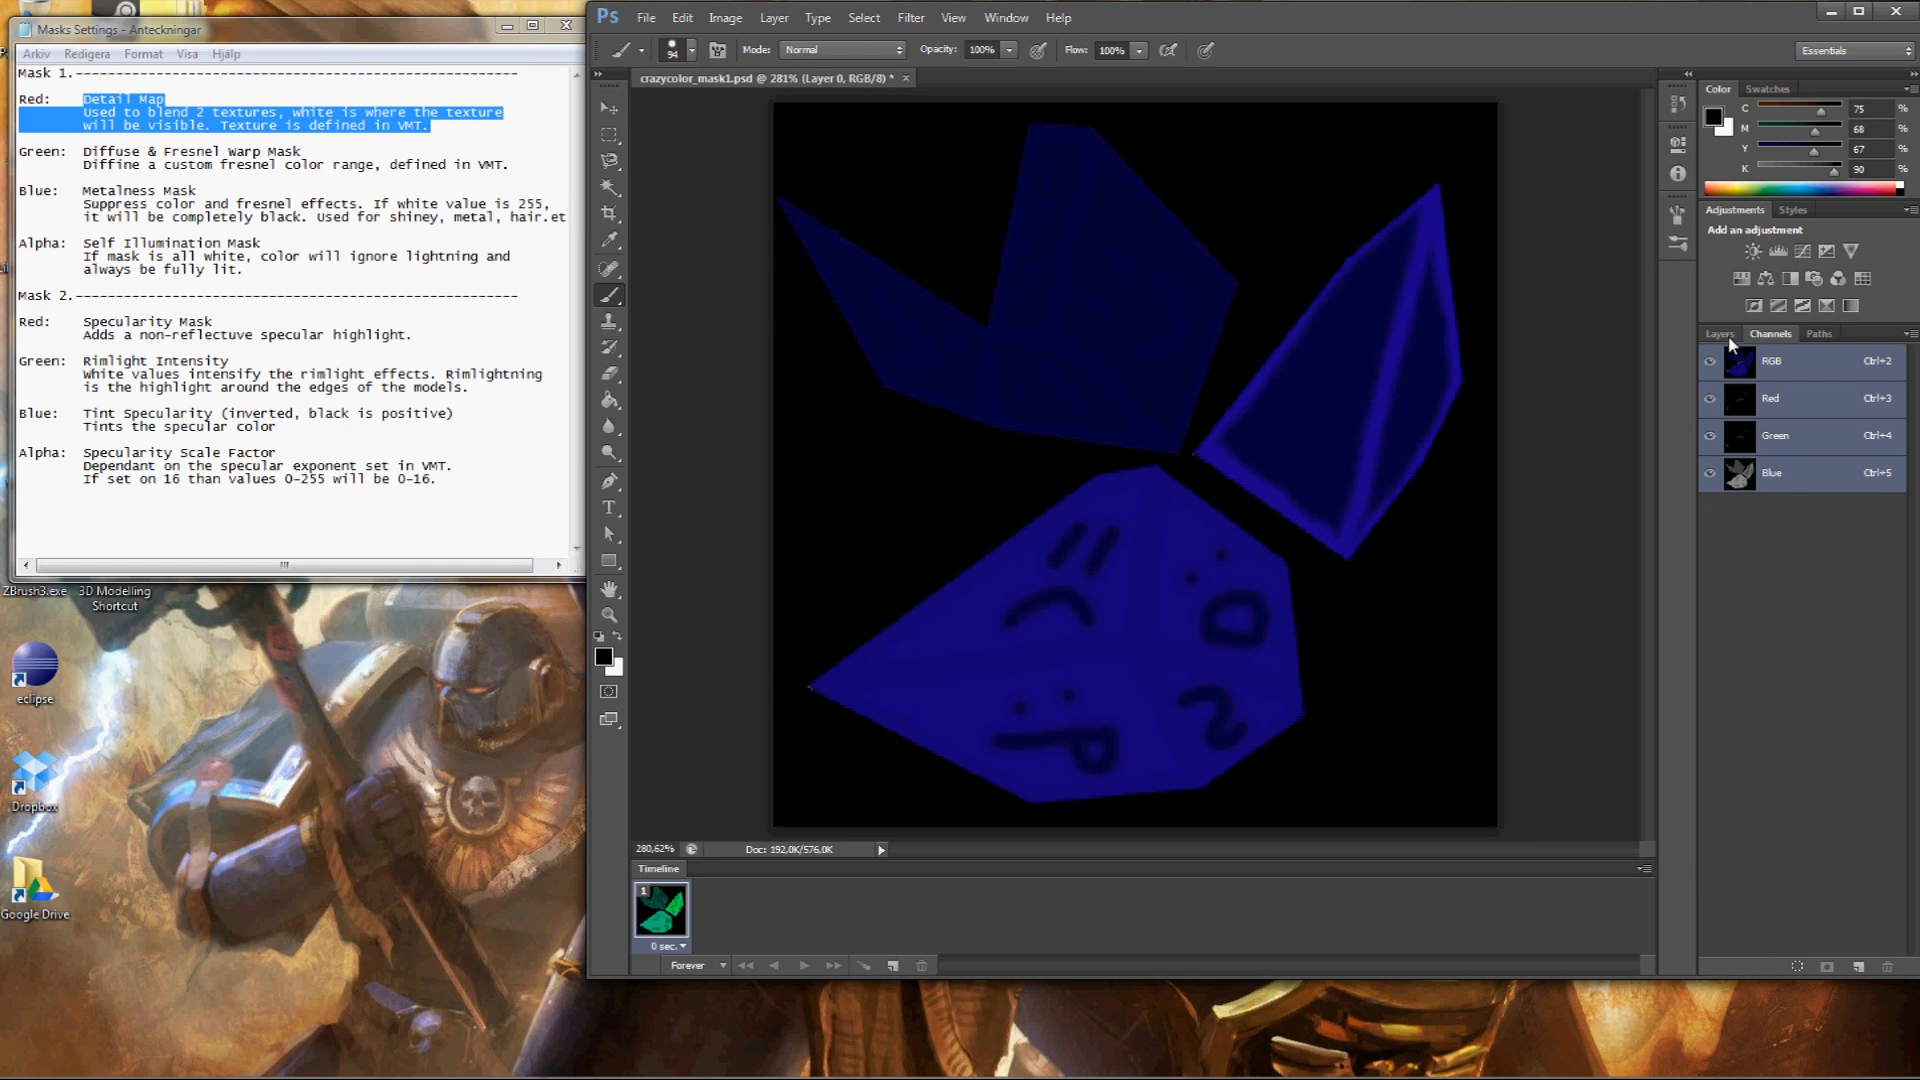 Masks Settings - Anteckningar
Arkiv Redigera Format Visa Hjälp
Mask 1.-------------------------------------------------------
Red: Detail Map
Used to blend 2 textures, white is where the texture
will be visible. Texture is defined in VMT.
Green: Diffuse & Fresnel Warp Mask
Diffine a custom fresnel color range, defined in VMT.
Blue: Metalness Mask
Suppress color and fresnel effects. If white value is 255,
it will be completely black. Used for shiney, metal, hair.et
Alpha: Self Illumination Mask
If mask is all white, color will ignore lightning and
always be fully lit.
Mask 2.-------------------------------------------------------
Red: Specularity Mask
Adds a non-reflectuve specular highlight.
Green: Rimlight Intensity
White values intensify the rimlight effects. Rimlightning
is the highlight around the edges of the models.
Blue: Tint Specularity (inverted, black is positive)
Tints the specular color
Alpha: Specularity Scale Factor
Dependant on the specular exponent set in VMT.
If set on 16 than values 0-255 will be 0-16.
ZBrush3.exe
3D Modelling
Shortcut
eclipse
Dropbox
Google Drive
Ps File Edit Image Layer Type Select Filter View Window Help
94 Mode: Normal Opacity: 100% Flow: 100% Essentials
crazycolor_mask1.psd @ 281% (Layer 0, RGB/8) * ×
Color Swatches
C 75 %
M 68 %
Y 67 %
K 90 %
Adjustments Styles
Add an adjustment
Layers Channels Paths
RGB Ctrl+2
Red Ctrl+3
Green Ctrl+4
Blue Ctrl+5
280,62% Doc: 192,0K/576,0K
Timeline
1
0 sec.
Forever